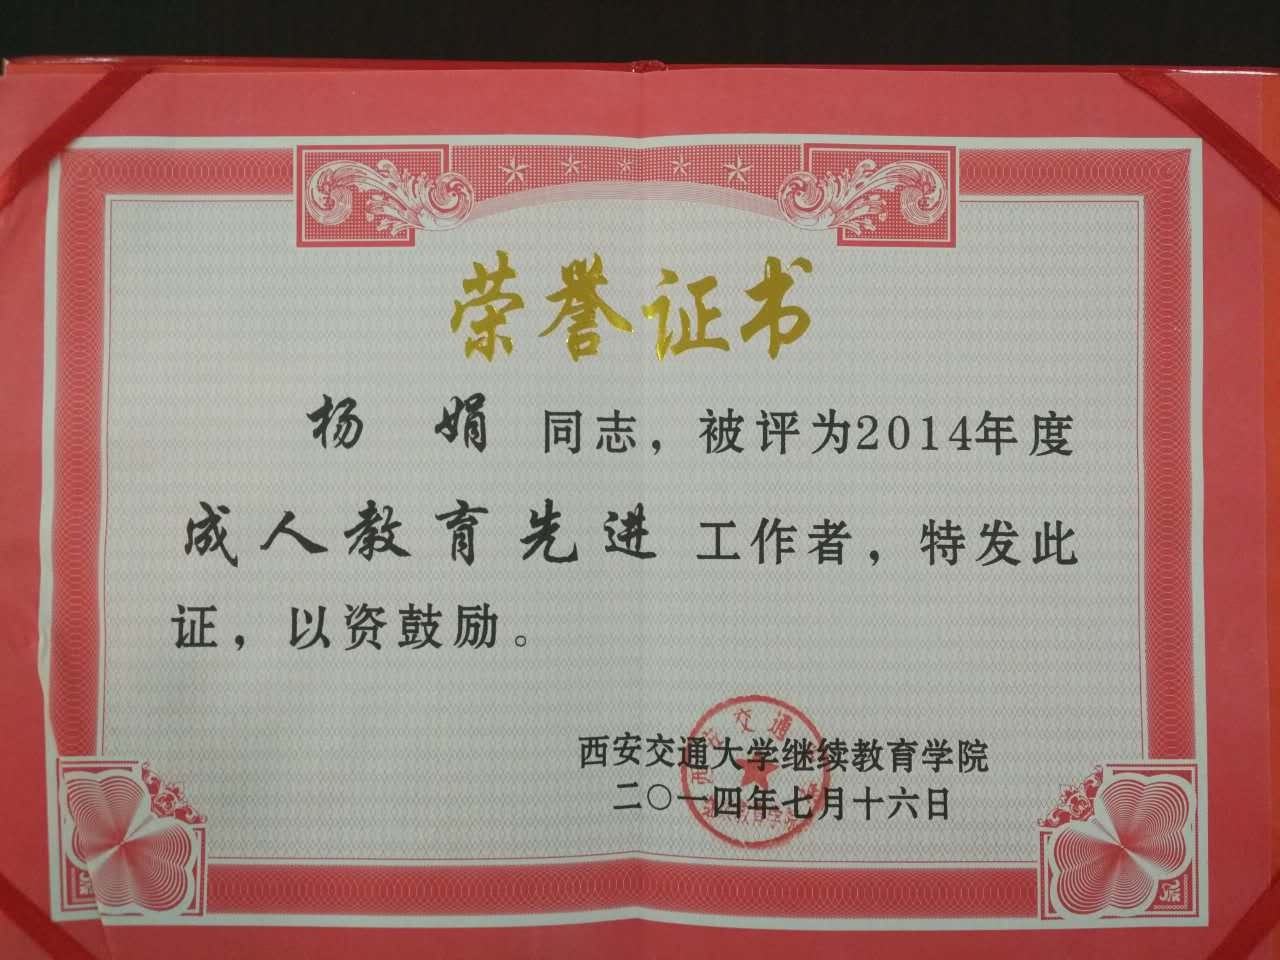 荣誉证书
杨娟同志，被评为2014年度
成人教育先进工作者，特发此
证，以资鼓励。
西安交通大学继续教育学院
二〇一四年七月十六日